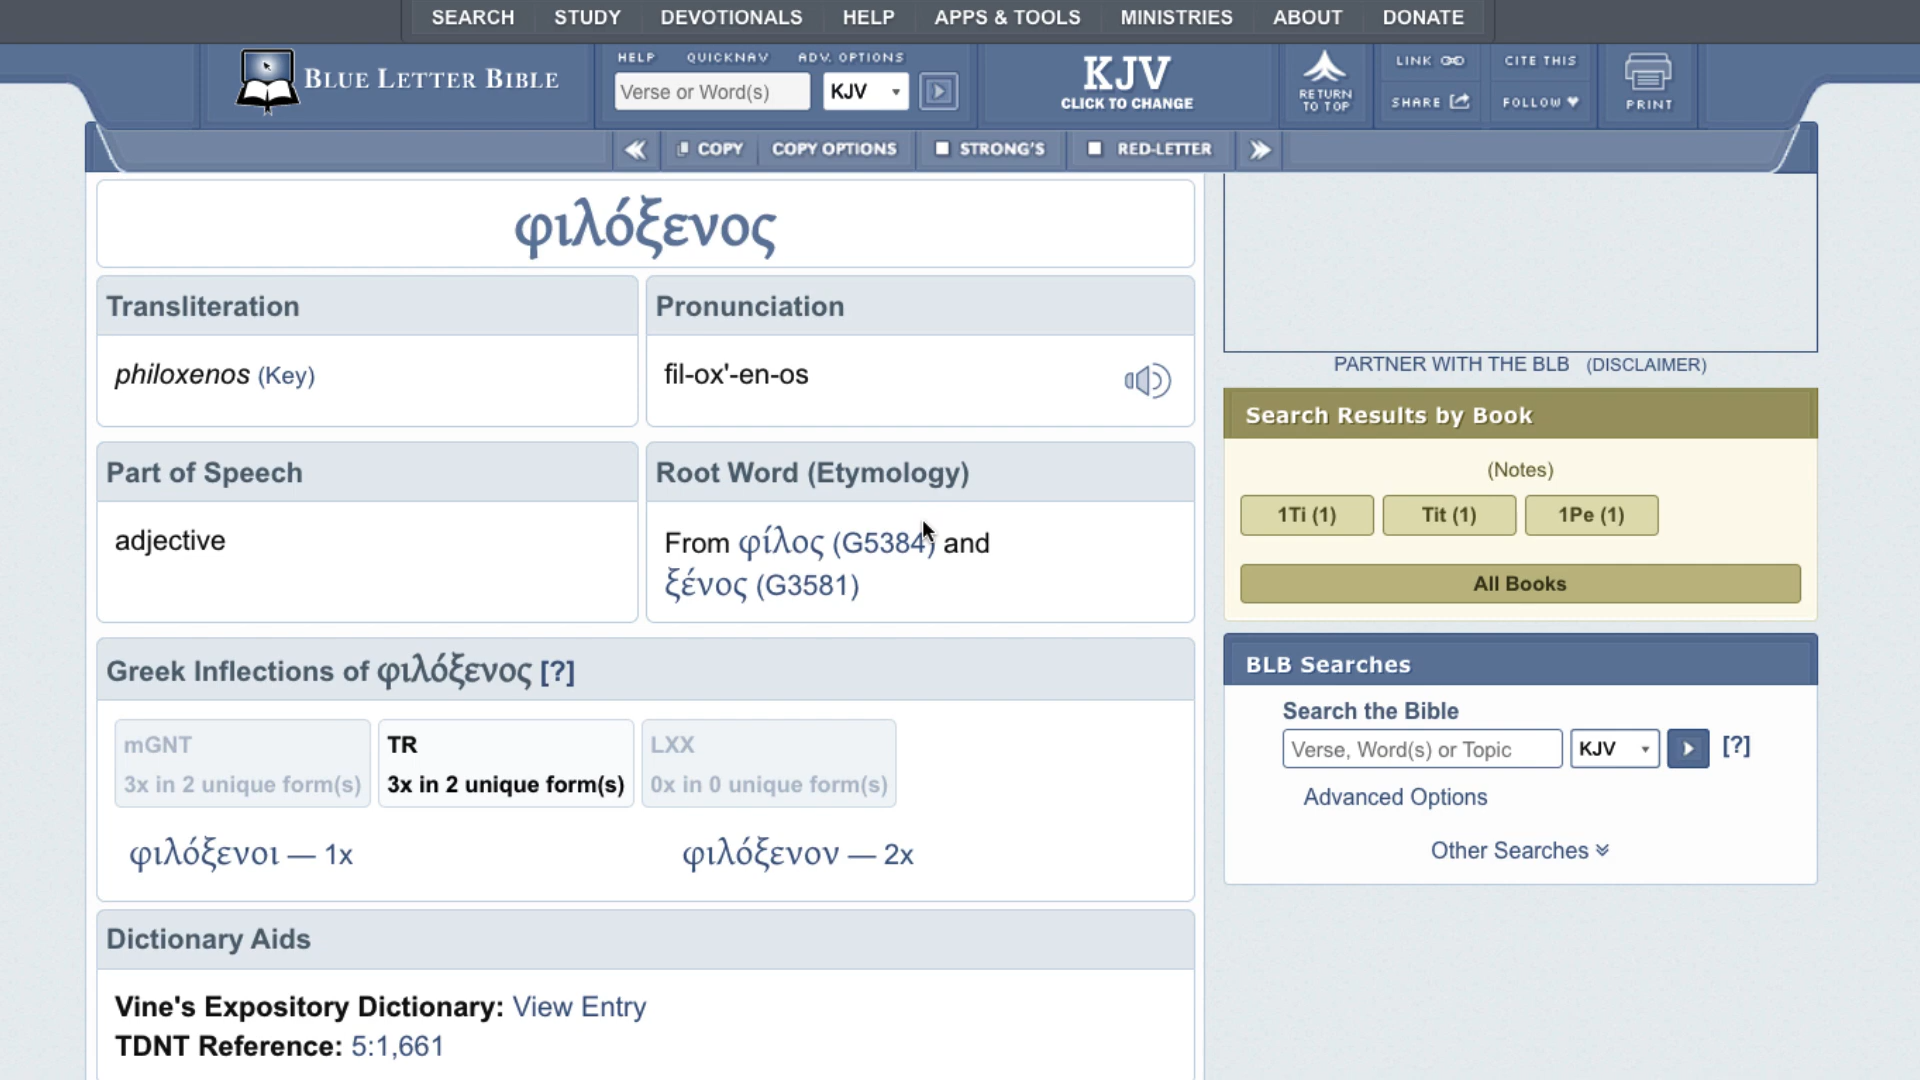 SEARCH STUDY DEVOTIONALS HELP APPS & TOOLS MINISTRIES ABOUT DONATE
BLUE LETTER BIBLE
HELP QUICKNAV ADV. OPTIONS
Verse or Word(s) KJV
KJV
CLICK TO CHANGE
RETURN
TO TOP
LINK CITE THIS
SHARE FOLLOW
PRINT
COPY COPY OPTIONS STRONG'S RED-LETTER
φιλόξενος
Transliteration
philoxenos (Key)
Pronunciation
fil-ox'-en-os
Part of Speech
adjective
Root Word (Etymology)
From φίλος (G5384) and
ξένος (G3581)
Greek Inflections of φιλόξενος [?]
mGNT
3x in 2 unique form(s)
TR
3x in 2 unique form(s)
LXX
0x in 0 unique form(s)
φιλόξενοι — 1x
φιλόξενον — 2x
Dictionary Aids
Vine's Expository Dictionary: View Entry
TDNT Reference: 5:1,661
PARTNER WITH THE BLB (DISCLAIMER)
Search Results by Book
(Notes)
1Ti (1) Tit (1) 1Pe (1)
All Books
BLB Searches
Search the Bible
Verse, Word(s) or Topic KJV [?]
Advanced Options
Other Searches